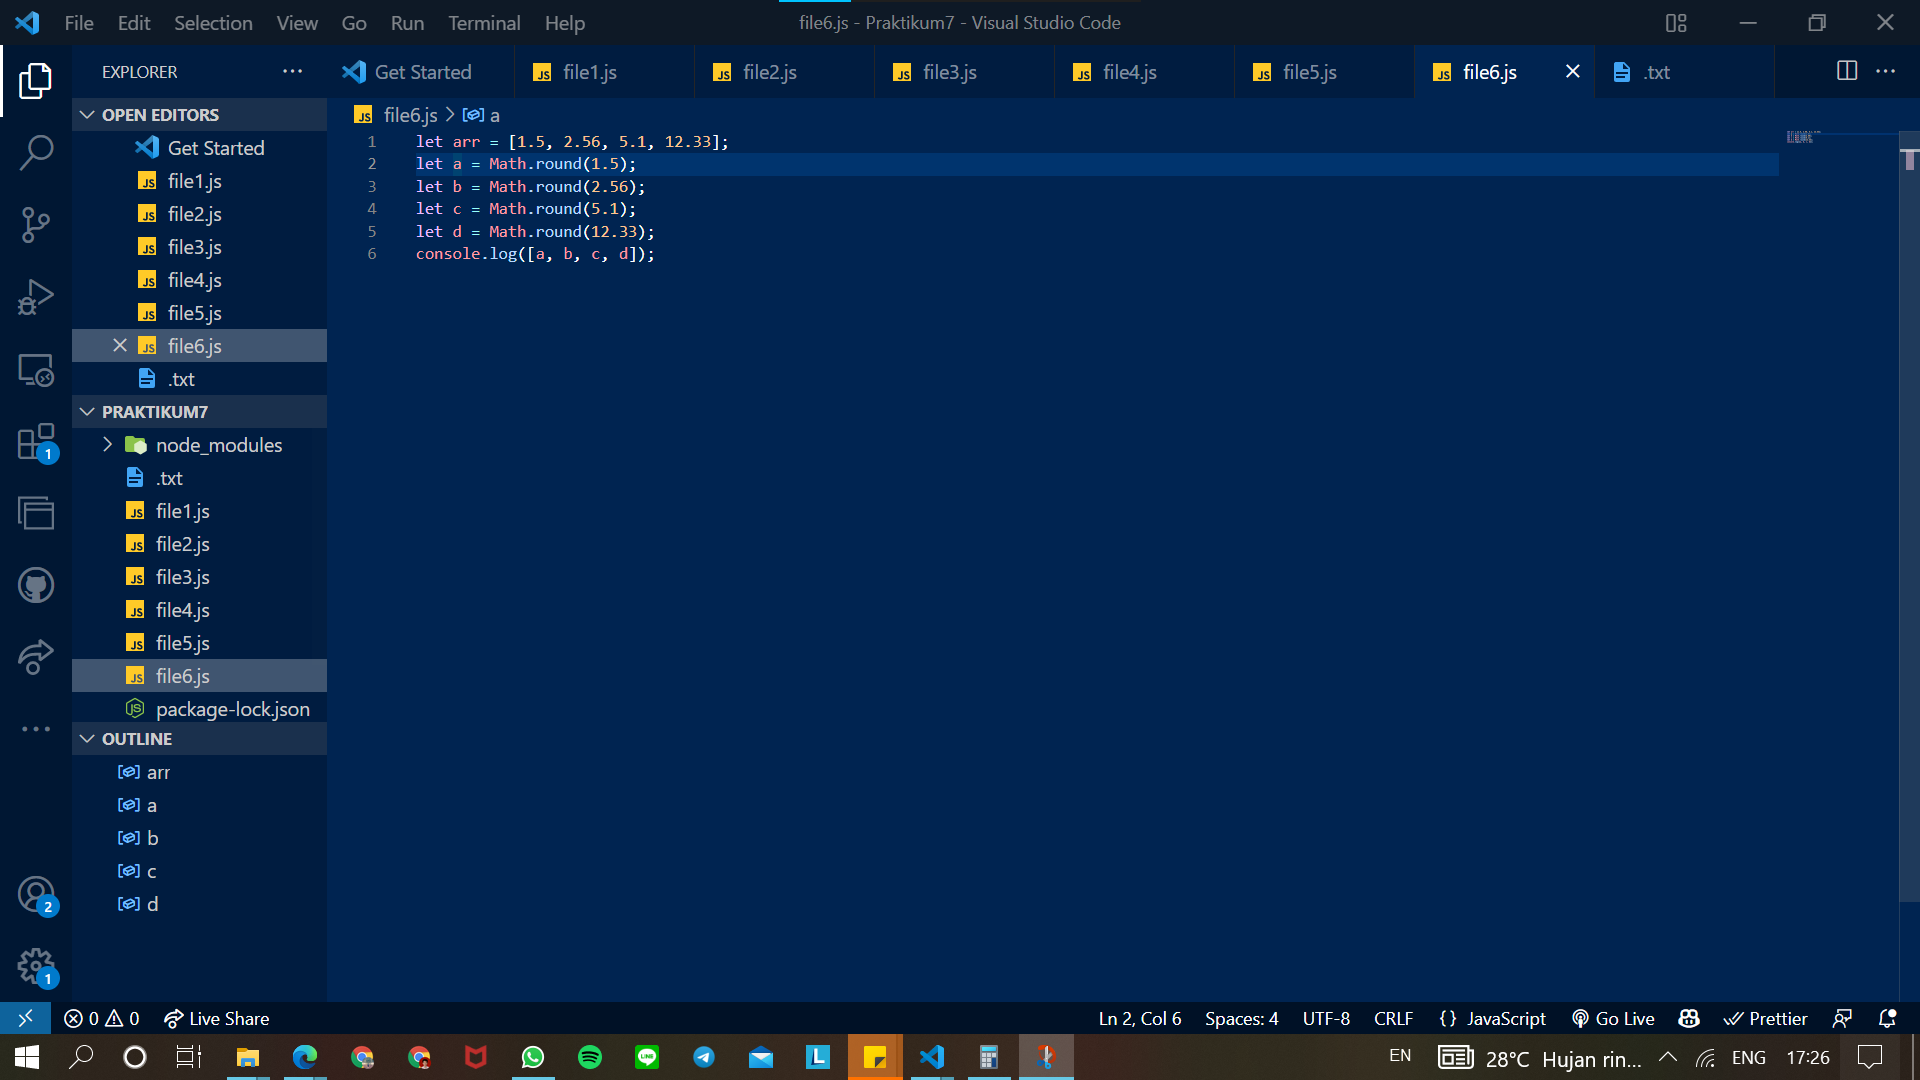 File Edit Selection View Go Run Terminal Help
file6.js - Praktikum7 - Visual Studio Code
EXPLORER
Get Started
file1.js
file2.js
file3.js
file4.js
file5.js
file6.js
.txt
OPEN EDITORS
Get Started
file1.js
file2.js
file3.js
file4.js
file5.js
file6.js
.txt
PRAKTIKUM7
node_modules
.txt
file1.js
file2.js
file3.js
file4.js
file5.js
file6.js
package-lock.json
OUTLINE
arr
a
b
c
d
file6.js > a
1 let arr = [1.5, 2.56, 5.1, 12.33];
2 let a = Math.round(1.5);
3 let b = Math.round(2.56);
4 let c = Math.round(5.1);
5 let d = Math.round(12.33);
6 console.log([a, b, c, d]);
1
2
1
0 0 Live Share
Ln 2, Col 6 Spaces: 4 UTF-8 CRLF {} JavaScript Go Live Prettier
EN 28°C Hujan rin... ENG 17:26